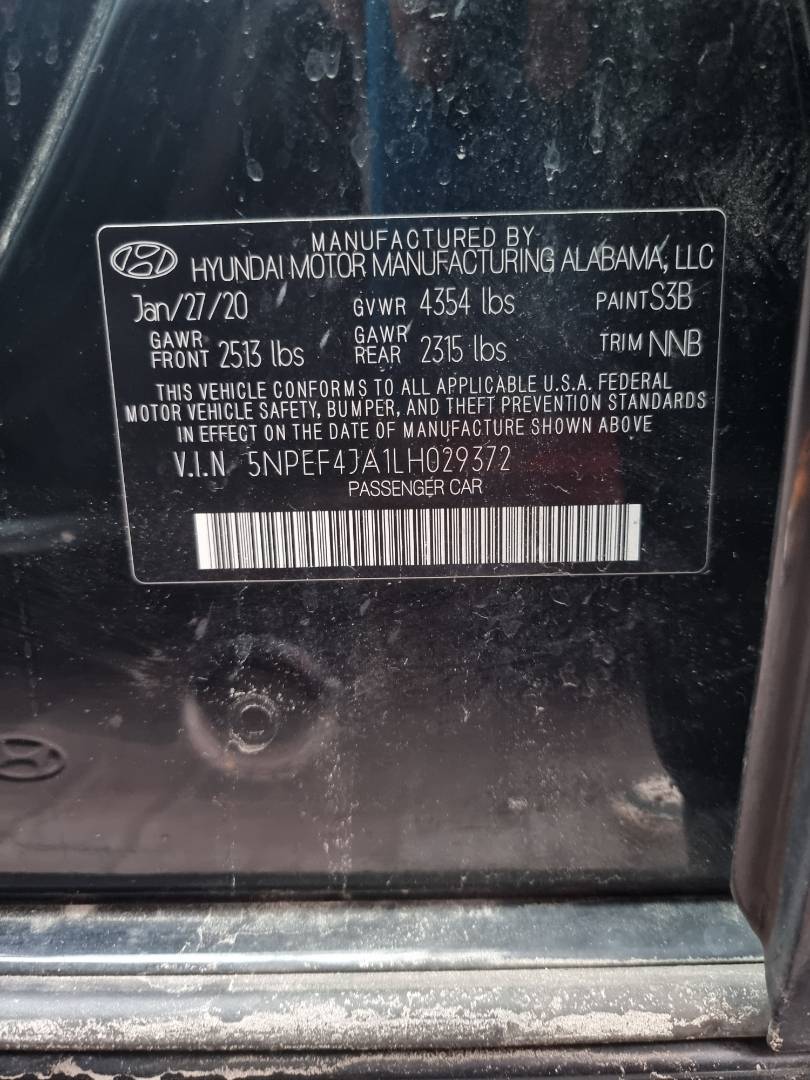 MANUFACTURED BY
HYUNDAI MOTOR MANUFACTURING ALABAMA, LLC
Jan/27/20 GVWR 4354 lbs PAINT S3B
GAWR FRONT 2513 lbs GAWR REAR 2315 lbs TRIM NNB
THIS VEHICLE CONFORMS TO ALL APPLICABLE U.S.A. FEDERAL
MOTOR VEHICLE SAFETY, BUMPER, AND THEFT PREVENTION STANDARDS
IN EFFECT ON THE DATE OF MANUFACTURE SHOWN ABOVE
V.I.N 5NPEF4JA1LH029372
PASSENGER CAR